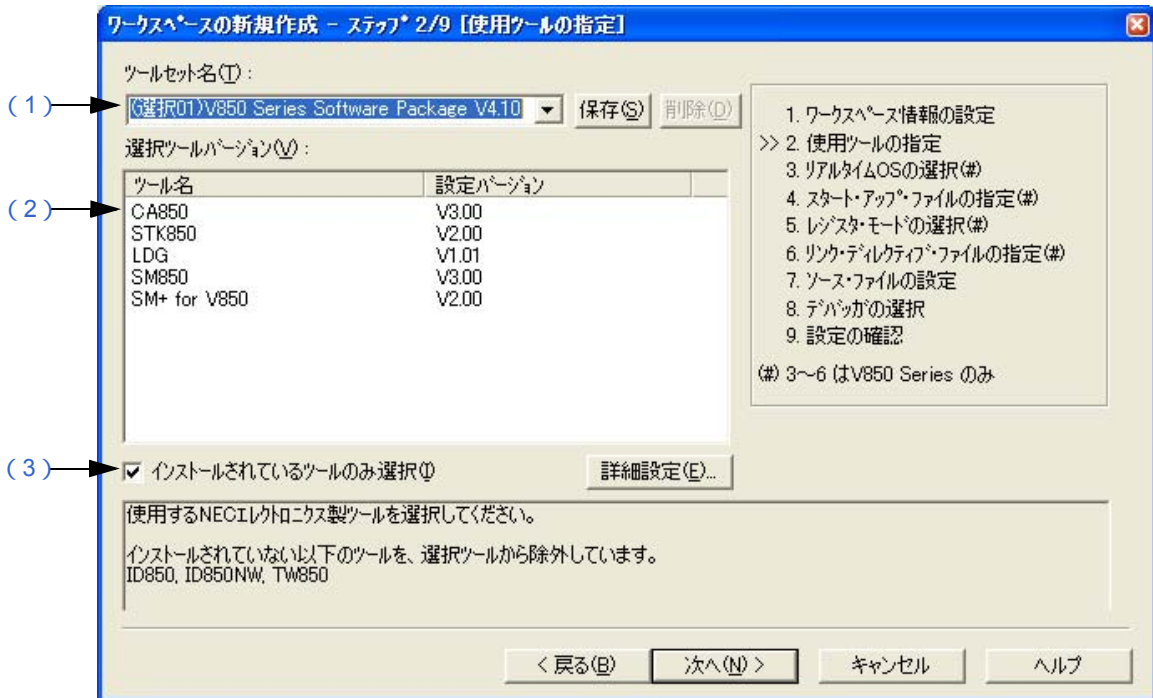 ワークスペースの新規作成 - ステップ 2/9 [使用ツールの指定]
ツールセット名(T) :
(1)
(選択01)V850 Series Software Package V4.10
保存(S)
削除(D)
選択ツールバージョン(V) :
ツール名 設定バージョン
(2)
CA850 V3.00
STK850 V2.00
LDG V1.01
SM850 V3.00
SM+ for V850 V2.00
1. ワークスペース情報の設定
>> 2. 使用ツールの指定
3. リアルタイムOSの選択(#)
4. スタート・アップ・ファイルの指定(#)
5. レジスタ・モードの選択(#)
6. リンク・ディレクティブ・ファイルの指定(#)
7. ソース・ファイルの設定
8. デバッガの選択
9. 設定の確認
(#) 3~6 はV850 Series のみ
(3)
インストールされているツールのみ選択(I)
詳細設定(E)...
使用するNECエレクトロニクス製ツールを選択してください。
インストールされていない以下のツールを、選択ツールから除外しています。
ID850, ID850NW, TW850
< 戻る(B)
次へ(N) >
キャンセル
ヘルプ